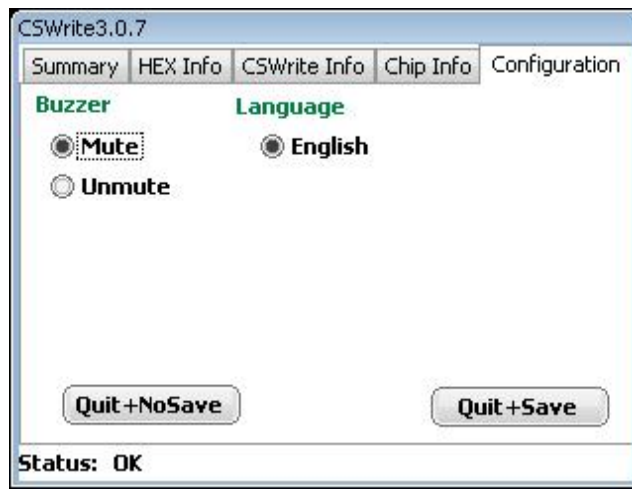 CSWrite3.0.7
Summary HEX Info CSWrite Info Chip Info Configuration
Buzzer Language
Mute English
Unmute
Quit+NoSave Quit+Save
Status: OK